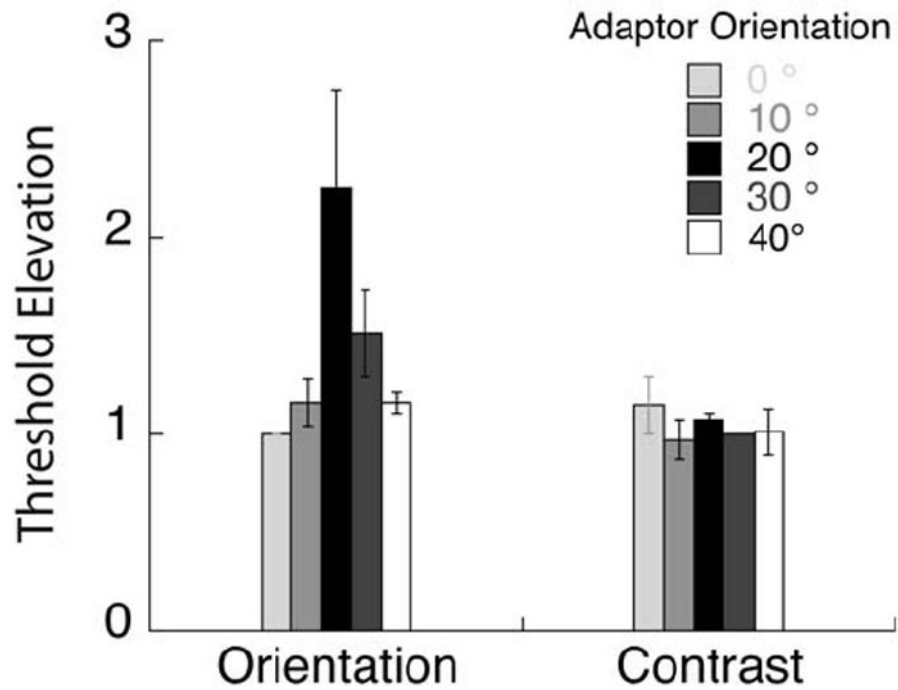 3
2
1
0
Threshold Elevation
Adaptor Orientation
0 °
10 °
20 °
30 °
40°
Orientation
Contrast